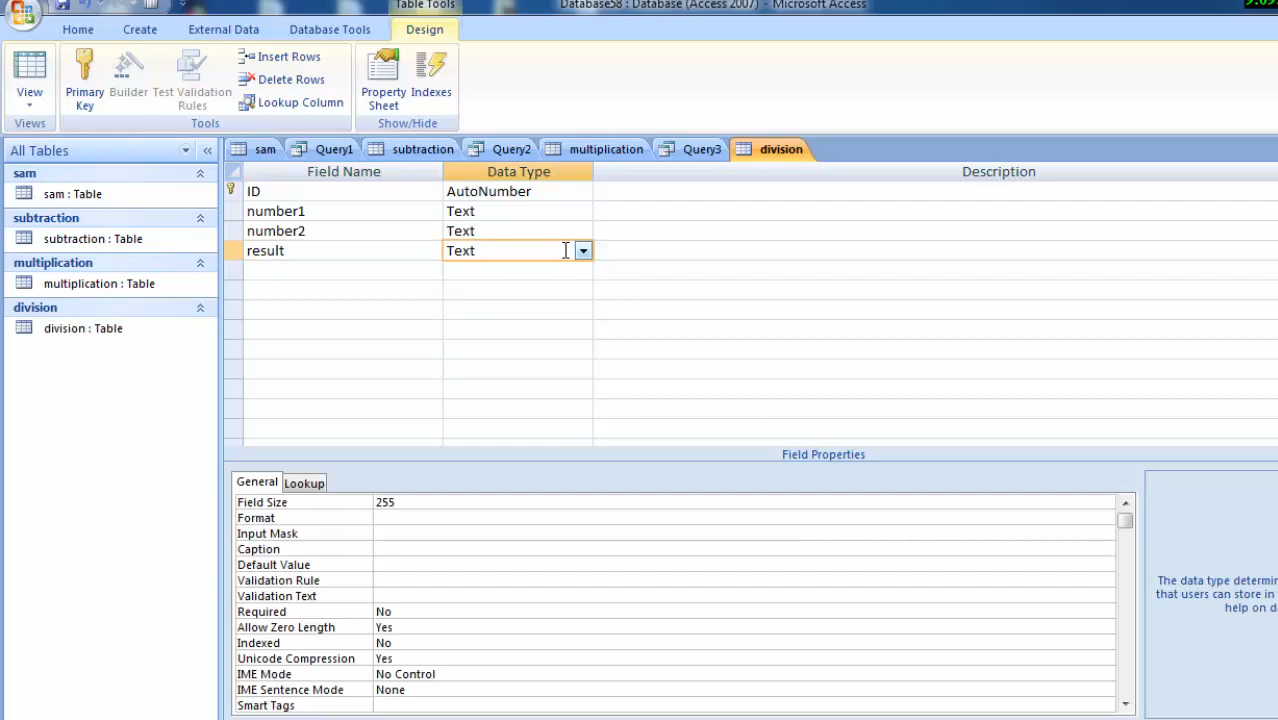 Table Tools
Database58 : Database (Access 2007) - Microsoft Access
Home
Create
External Data
Database Tools
Design
View
Primary Key
Builder
Test Validation Rules
Insert Rows
Delete Rows
Lookup Column
Property Sheet
Indexes
Views
Tools
Show/Hide
All Tables
«
sam
Query1
subtraction
Query2
multiplication
Query3
division
sam
sam : Table
subtraction
subtraction : Table
multiplication
multiplication : Table
division
division : Table
Field Name
Data Type
Description
ID
AutoNumber
number1
Text
number2
Text
result
Text
Field Properties
General
Lookup
Field Size
255
Format
Input Mask
Caption
Default Value
Validation Rule
Validation Text
Required
No
Allow Zero Length
Yes
Indexed
No
Unicode Compression
Yes
IME Mode
No Control
IME Sentence Mode
None
Smart Tags
The data type determin
that users can store in
help on da